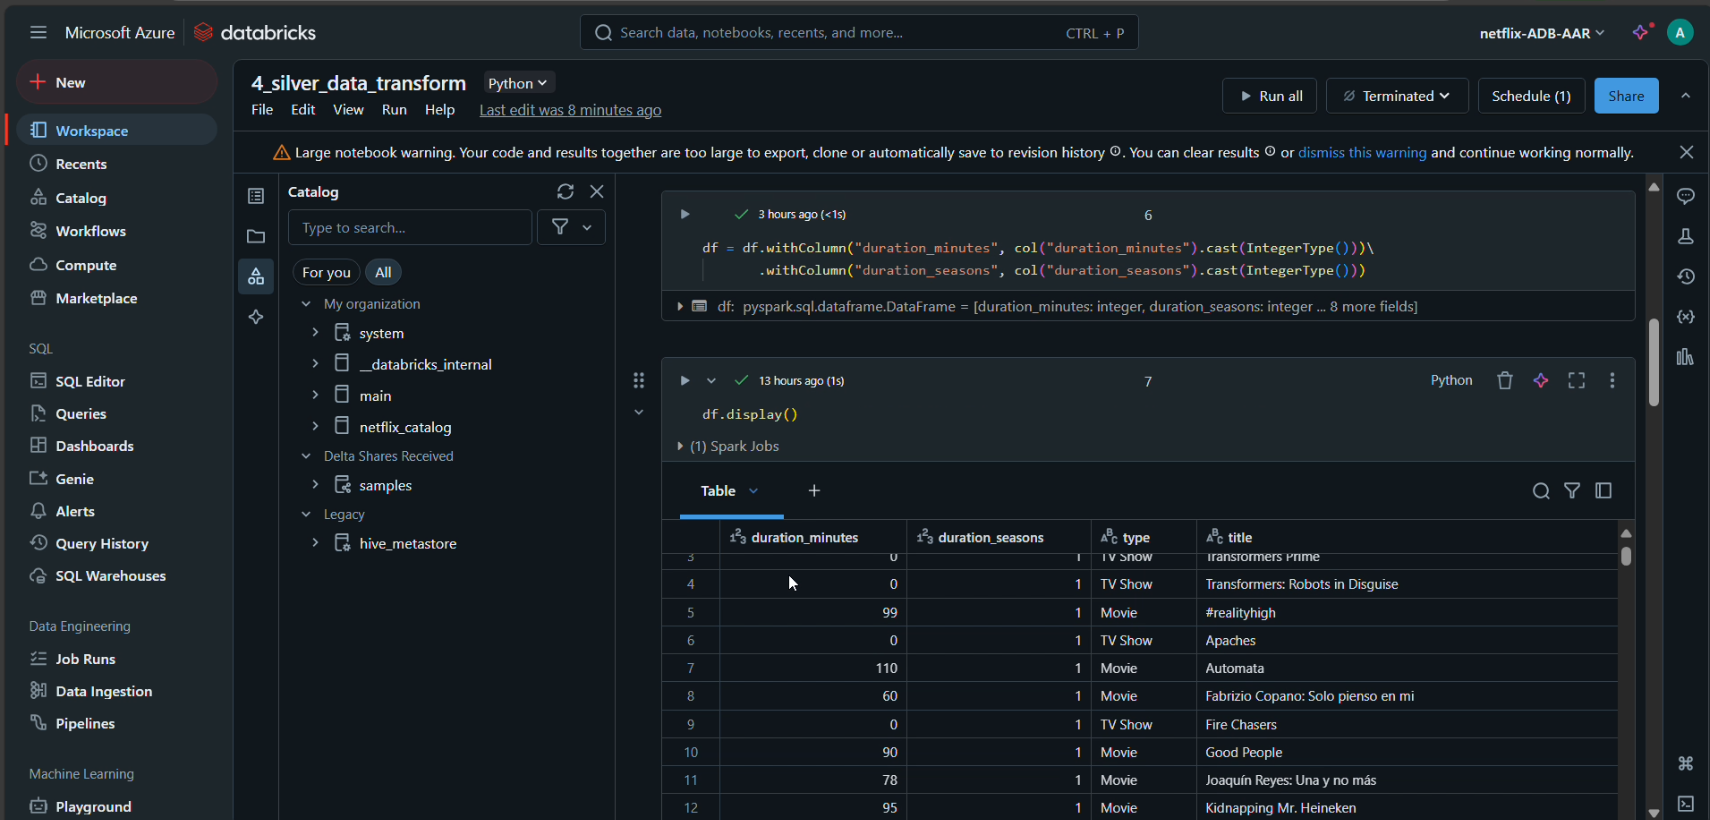 Microsoft Azure
databricks
Search data, notebooks, recents, and more...
CTRL + P
netflix-ADB-AAR
A
New
Workspace
Recents
Catalog
Workflows
Compute
Marketplace
SQL
SQL Editor
Queries
Dashboards
Genie
Alerts
Query History
SQL Warehouses
Data Engineering
Job Runs
Data Ingestion
Pipelines
Machine Learning
Playground
4_silver_data_transform
Python
File Edit View Run Help Last edit was 8 minutes ago
Run all
Terminated
Schedule (1)
Share
Large notebook warning. Your code and results together are too large to export, clone or automatically save to revision history. You can clear results or dismiss this warning and continue working normally.
Catalog
Type to search...
For you
All
My organization
system
__databricks_internal
main
netflix_catalog
Delta Shares Received
samples
Legacy
hive_metastore
3 hours ago (<1s)
6
df = df.withColumn("duration_minutes", col("duration_minutes").cast(IntegerType()))\
.withColumn("duration_seasons", col("duration_seasons").cast(IntegerType()))
df: pyspark.sql.dataframe.DataFrame = [duration_minutes: integer, duration_seasons: integer ... 8 more fields]
13 hours ago (1s)
7
Python
df.display()
(1) Spark Jobs
Table
duration_minutes duration_seasons type title
3 0 1 TV Show Transformers Prime
4 0 1 TV Show Transformers: Robots in Disguise
5 99 1 Movie #realityhigh
6 0 1 TV Show Apaches
7 110 1 Movie Automata
8 60 1 Movie Fabrizio Copano: Solo pienso en mi
9 0 1 TV Show Fire Chasers
10 90 1 Movie Good People
11 78 1 Movie Joaquín Reyes: Una y no más
12 95 1 Movie Kidnapping Mr. Heineken